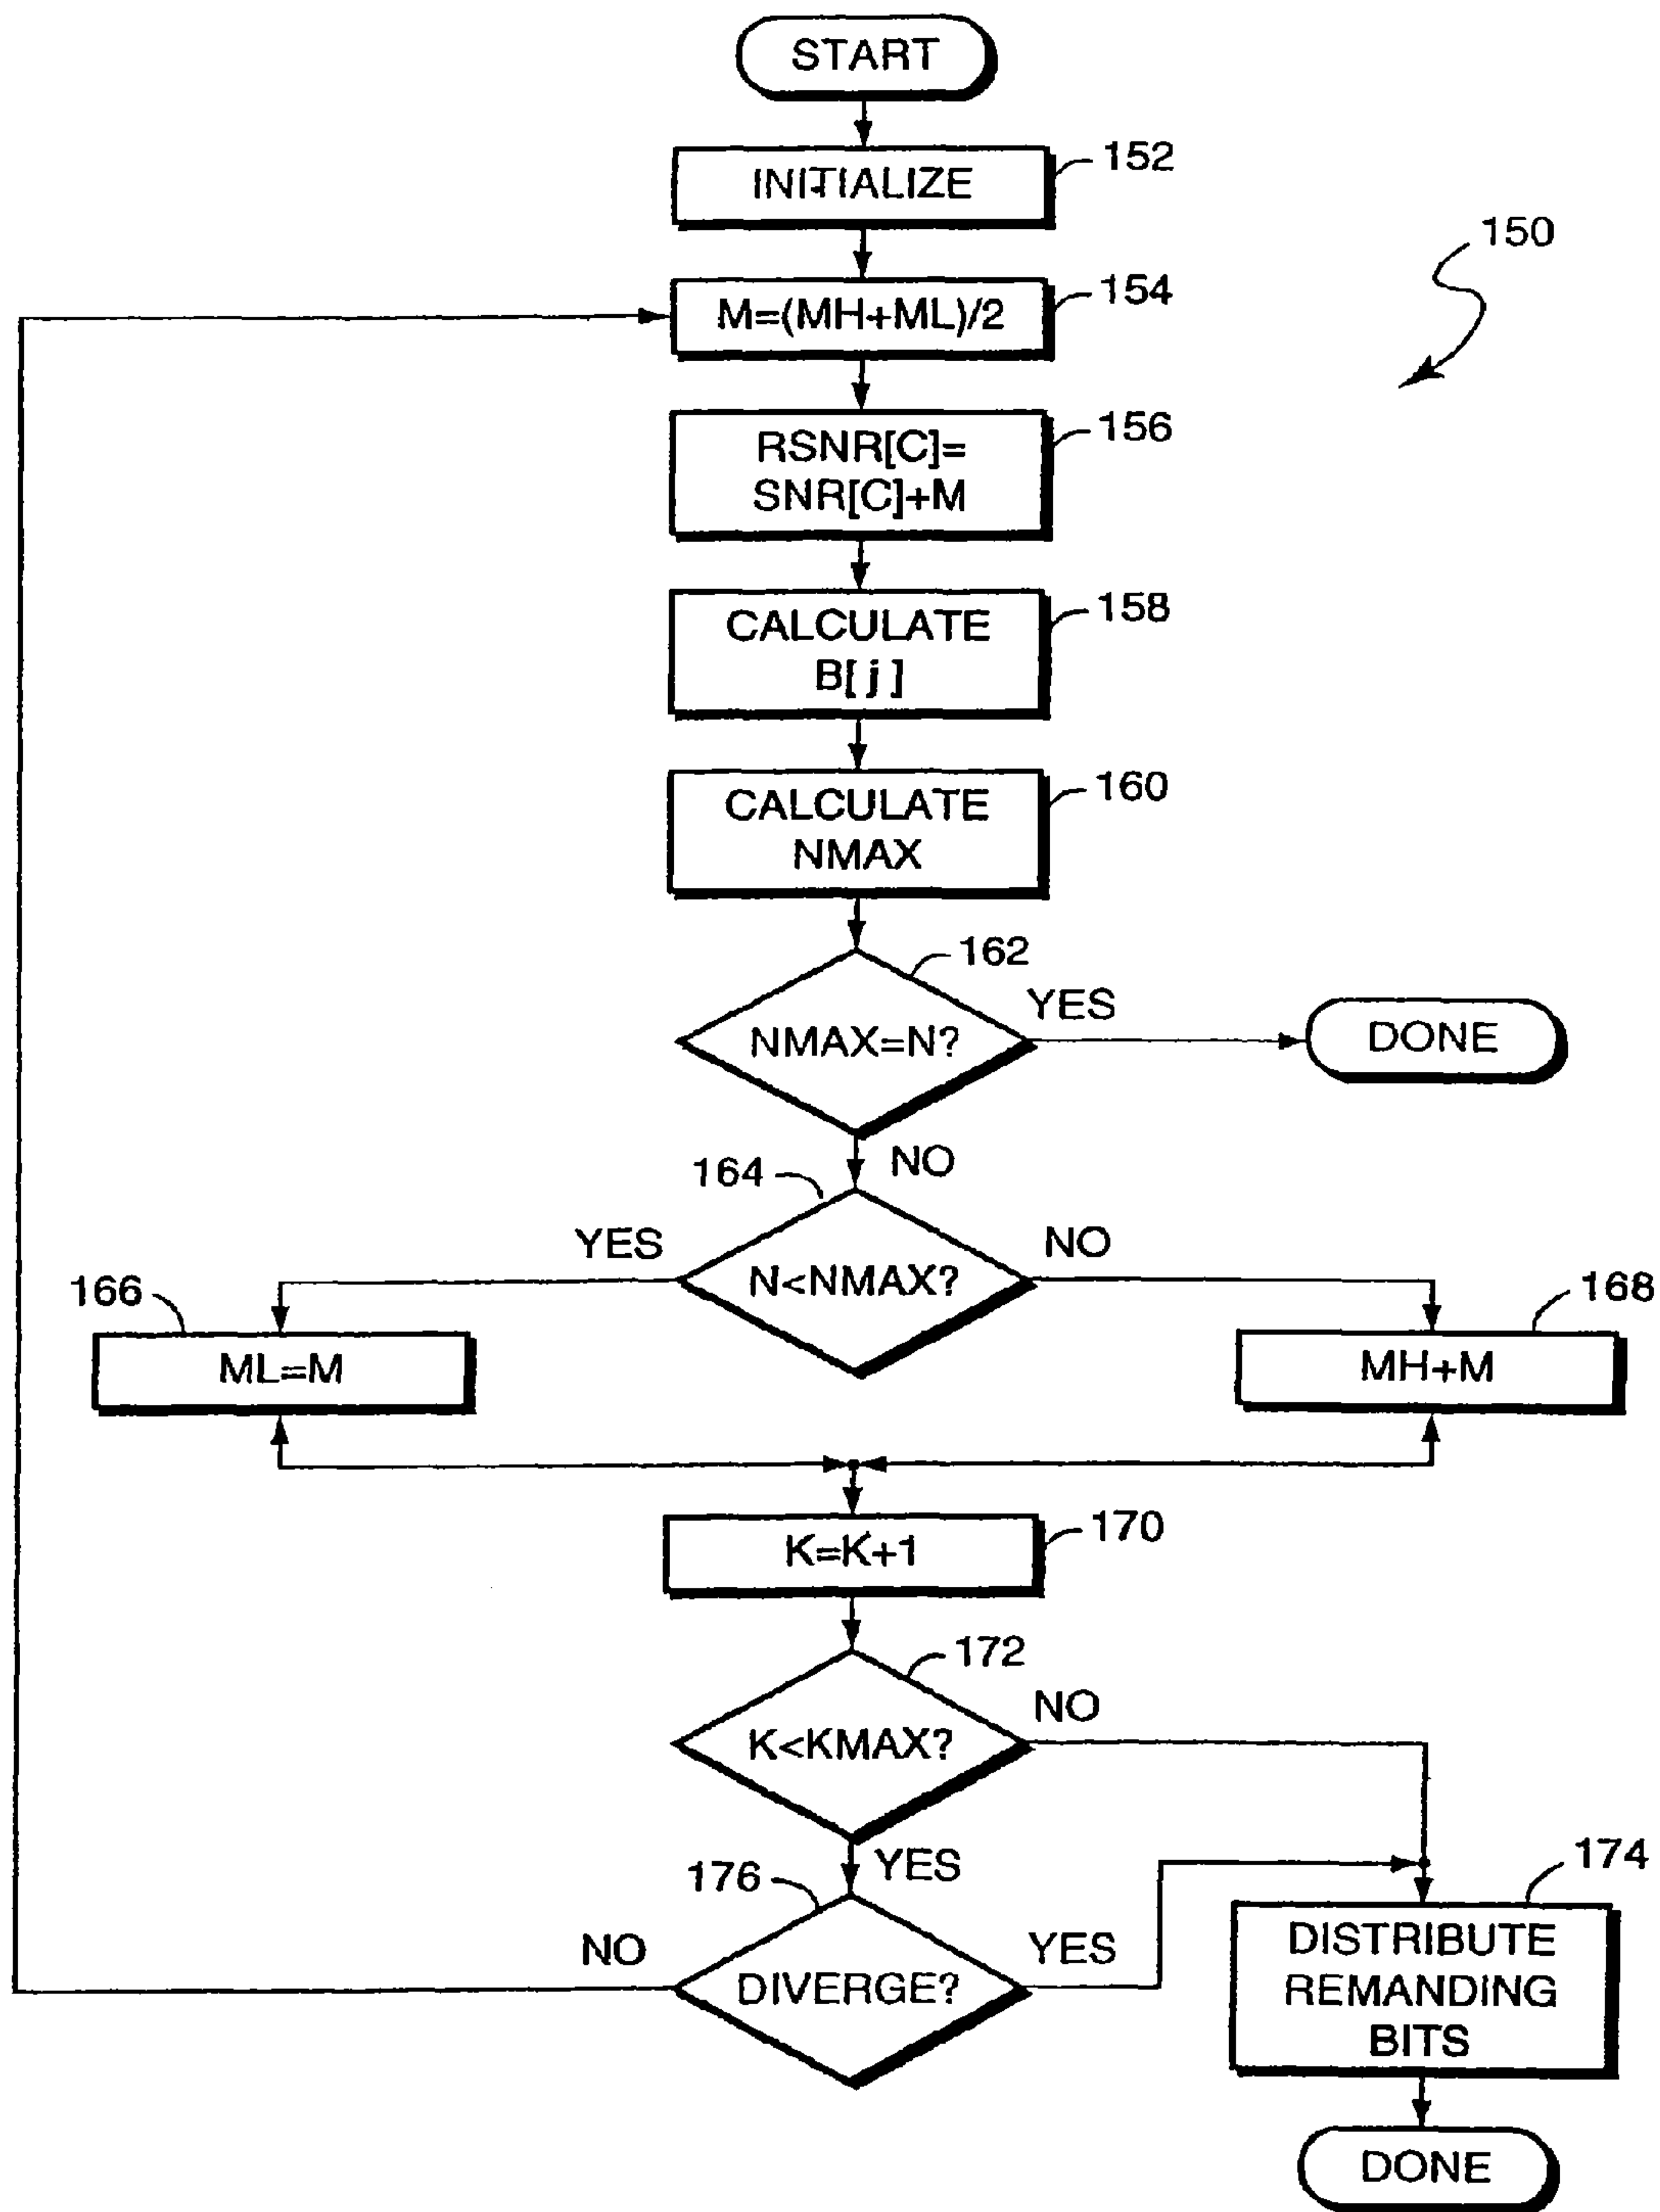 START
INITIALIZE
152
150
M=(MH+ML)/2
154
RSNR[C]=
SNR[C]+M
156
CALCULATE
B[ j ]
158
CALCULATE
NMAX
160
162
NMAX=N?
YES
DONE
NO
164
N<NMAX?
YES
NO
166
ML=M
168
MH+M
K=K+1
170
172
K<KMAX?
NO
YES
176
DIVERGE?
NO
YES
174
DISTRIBUTE
REMANDING
BITS
DONE